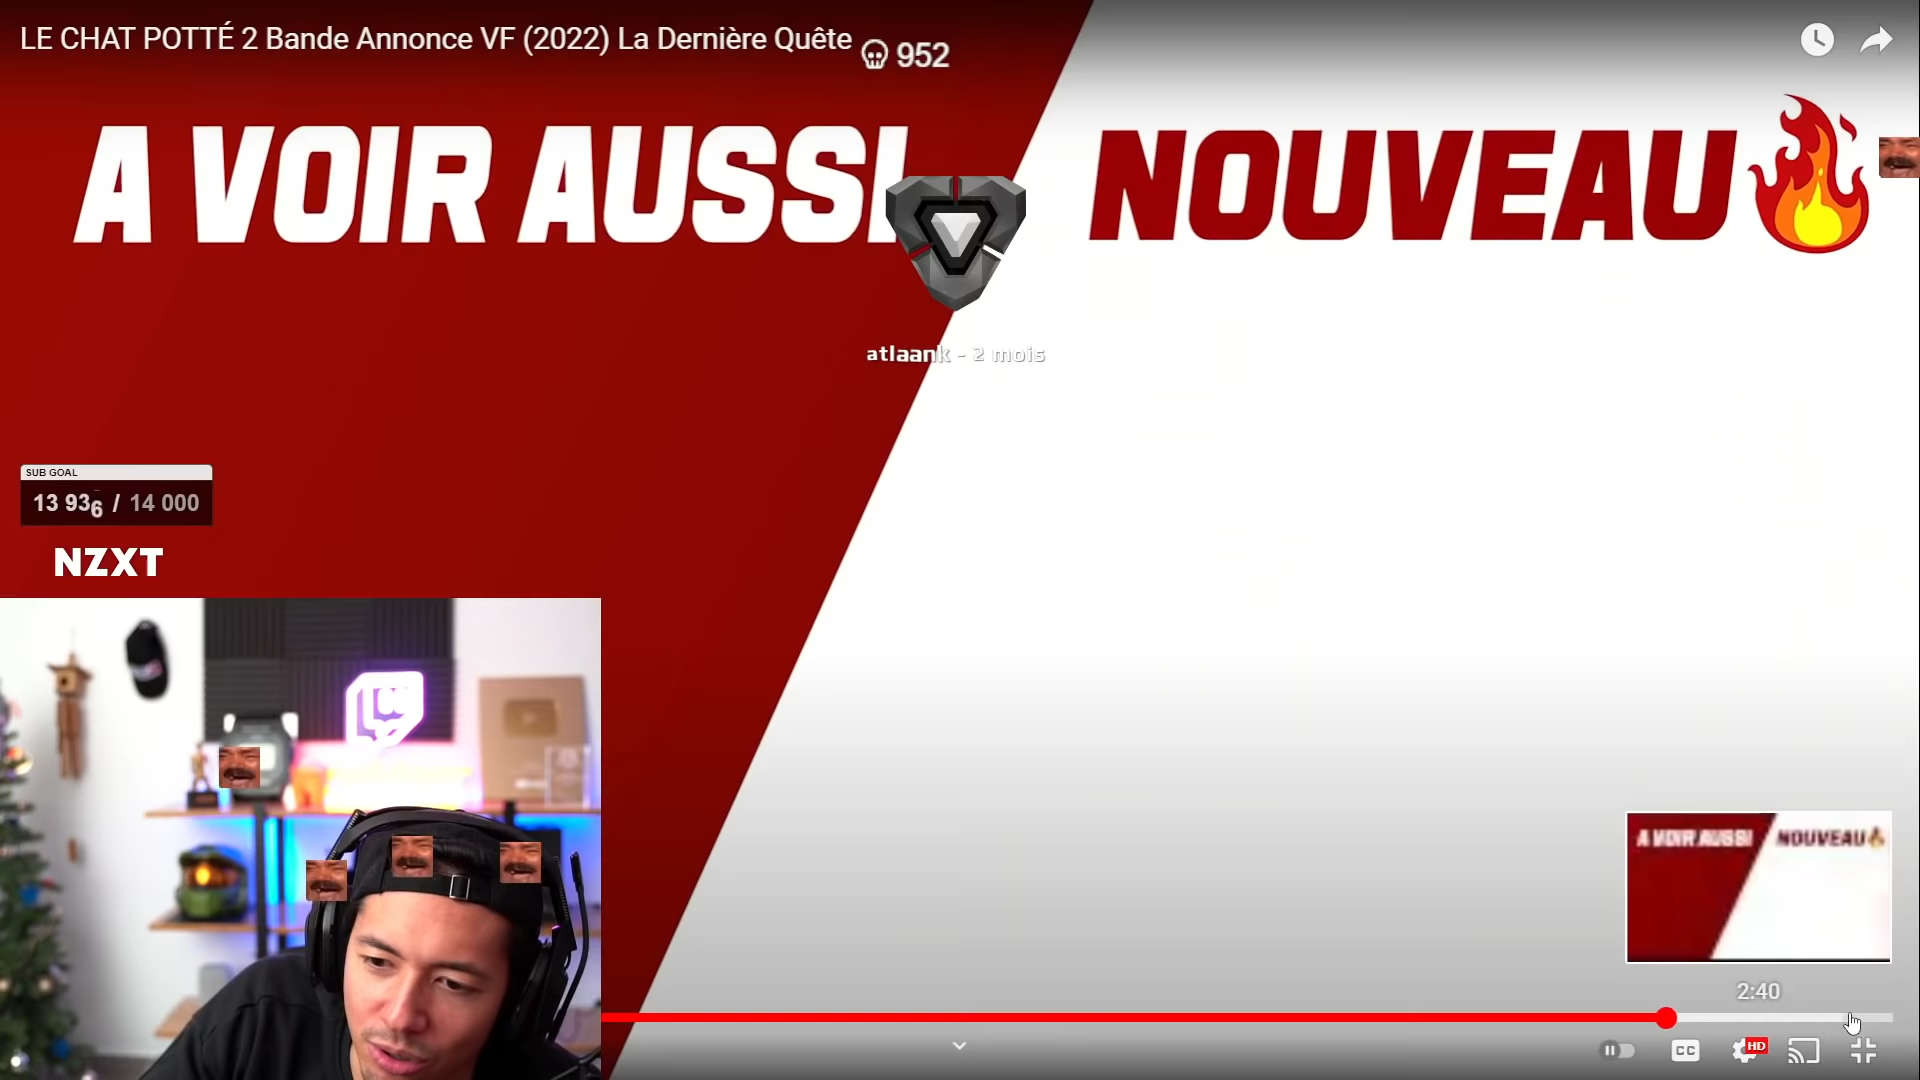 LE CHAT POTTÉ 2 Bande Annonce VF (2022) La Dernière Quête
952
A VOIR AUSSI
NOUVEAU
atlaank - 2 mois
SUB GOAL
13 936 / 14 000
NZXT
A VOIR AUSSI
NOUVEAU
2:40
CC
HD